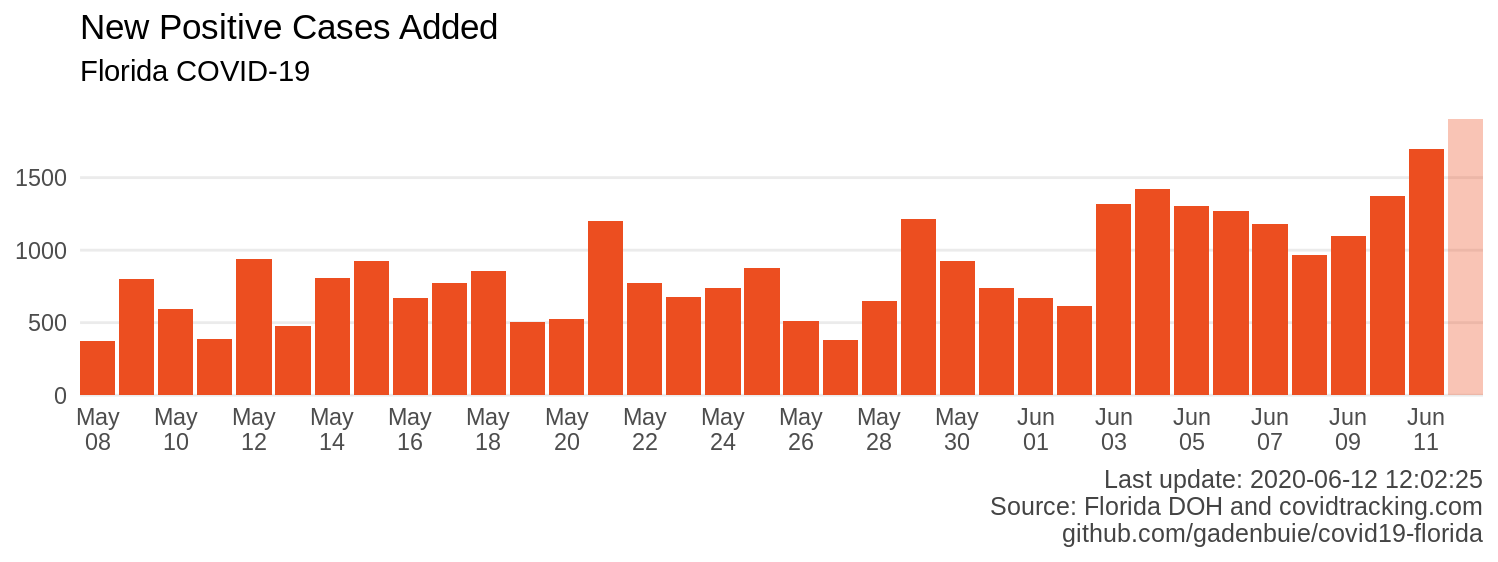 New Positive Cases Added
Florida COVID-19
1500
1000
500
0
May May May May May May May May May May May May Jun Jun Jun Jun Jun Jun
08 10 12 14 16 18 20 22 24 26 28 30 01 03 05 07 09 11
Last update: 2020-06-12 12:02:25
Source: Florida DOH and covidtracking.com
github.com/gadenbuie/covid19-florida